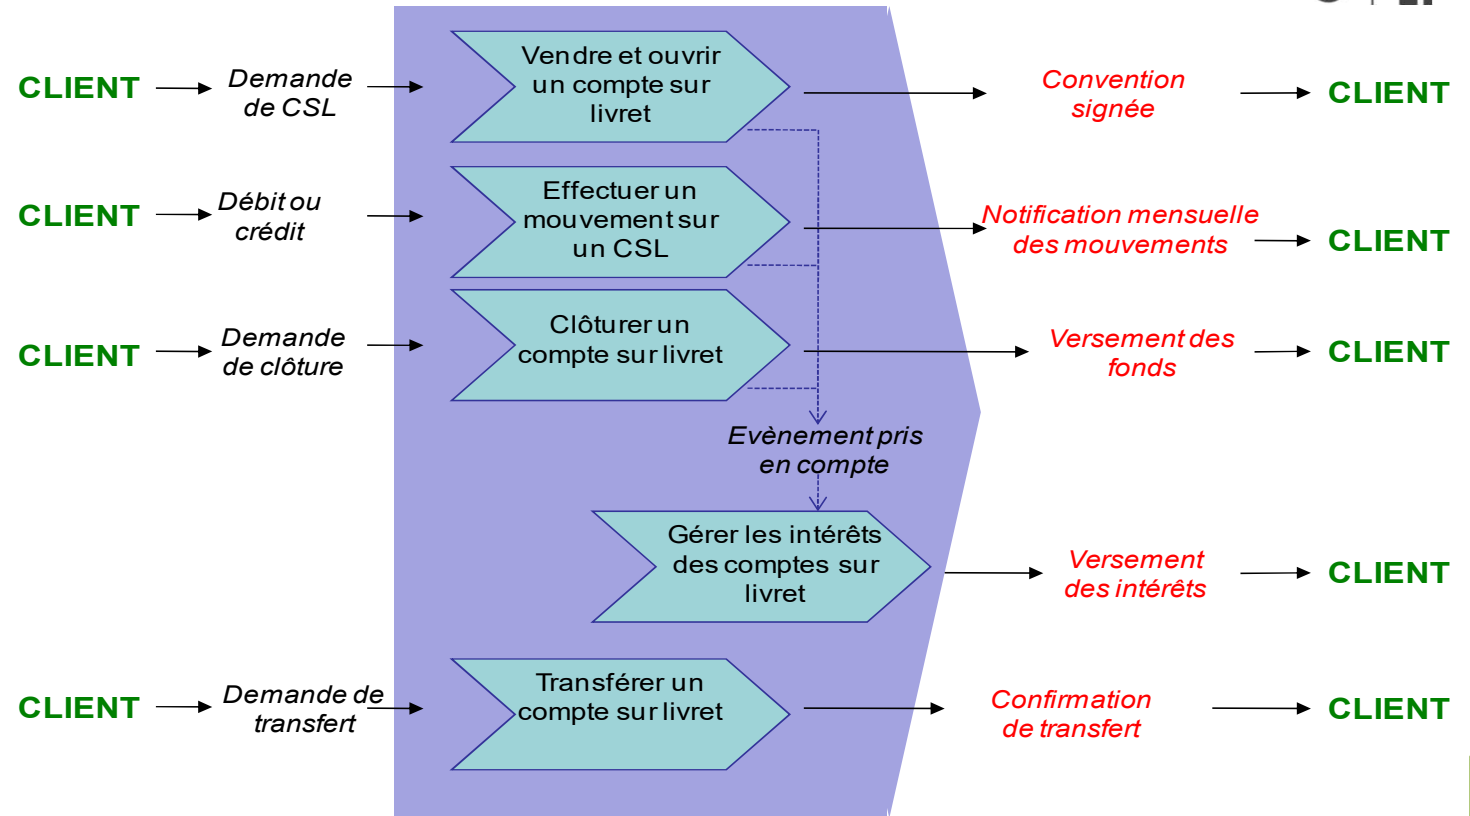 CLIENT
Demande
de CSL
Vendre et ouvrir
un compte sur
livret
Convention
signée
CLIENT
CLIENT
Débit ou
crédit
Effectuer un
mouvement sur
un CSL
Notification mensuelle
des mouvements
CLIENT
CLIENT
Demande
de clôture
Clôturer un
compte sur livret
Versement des
fonds
CLIENT
Evènement pris
en compte
Gérer les intérêts
des comptes sur
livret
Versement
des intérêts
CLIENT
CLIENT
Demande de
transfert
Transférer un
compte sur livret
Confirmation
de transfert
CLIENT